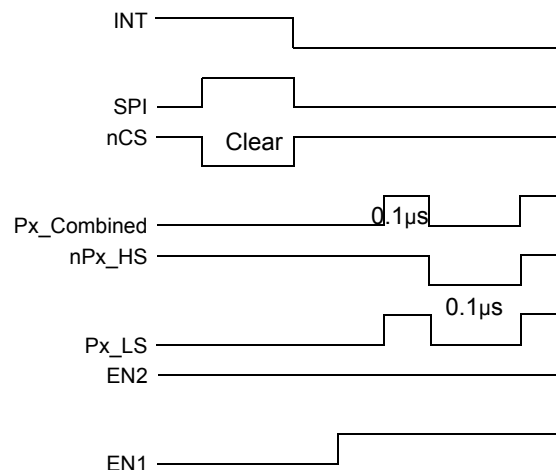 INT
SPI
nCS
Clear
Px_Combined
0.1µs
nPx_HS
0.1µs
Px_LS
EN2
EN1